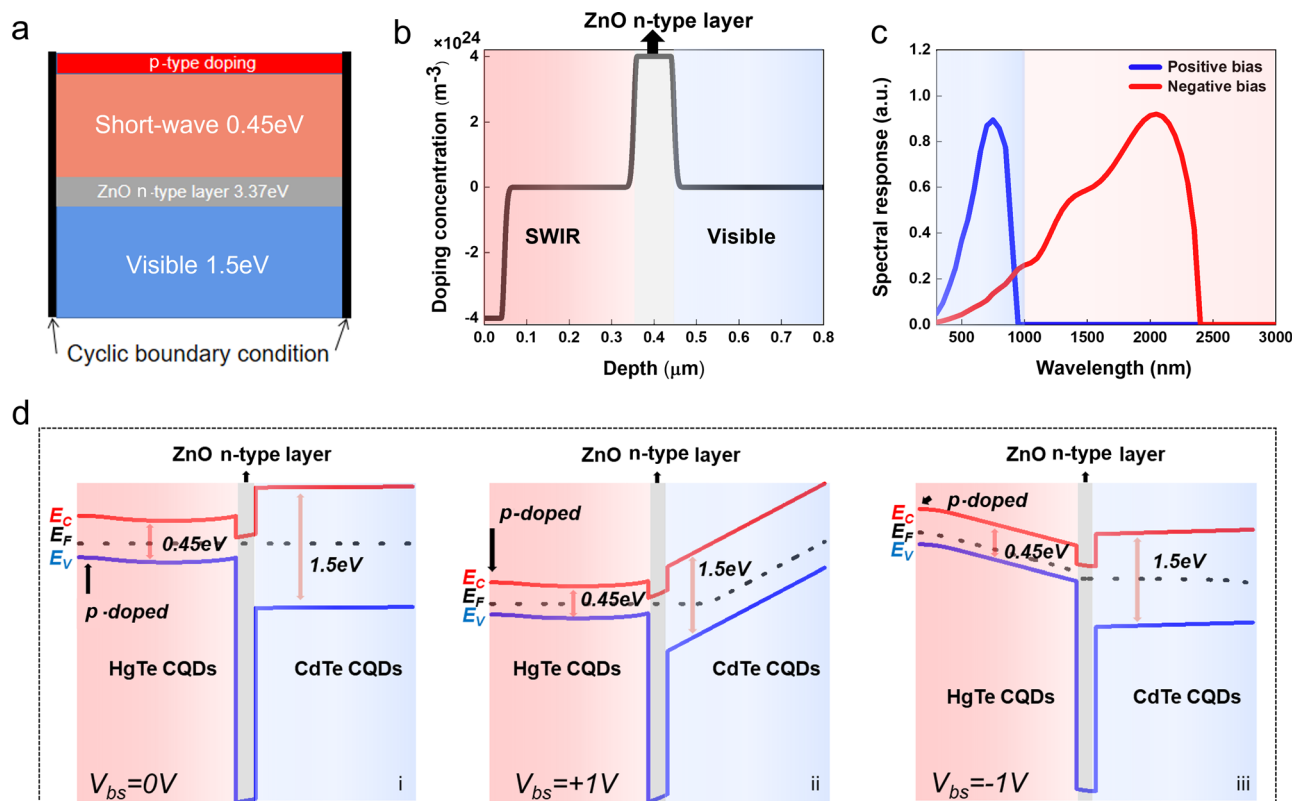 a
p-type doping
Short-wave 0.45eV
ZnO n-type layer 3.37eV
Visible 1.5eV
Cyclic boundary condition
b
ZnO n-type layer
×10²⁴
Doping concentration (m⁻³)
4
2
0
-2
-4
SWIR
Visible
0.0 0.1 0.2 0.3 0.4 0.5 0.6 0.7 0.8
Depth (μm)
c
Spectral response (a.u.)
1.2
1.0
0.8
0.6
0.4
0.2
0.0
Positive bias
Negative bias
500 1000 1500 2000 2500 3000
Wavelength (nm)
d
ZnO n-type layer
E_C
E_F
E_V
0.45eV
1.5eV
p-doped
HgTe CQDs
CdTe CQDs
V_bs=0V
i
ZnO n-type layer
p-doped
E_C
E_F
E_V
0.45eV
1.5eV
HgTe CQDs
CdTe CQDs
V_bs=+1V
ii
ZnO n-type layer
p-doped
E_C
E_F
E_V
0.45eV
1.5eV
HgTe CQDs
CdTe CQDs
V_bs=-1V
iii